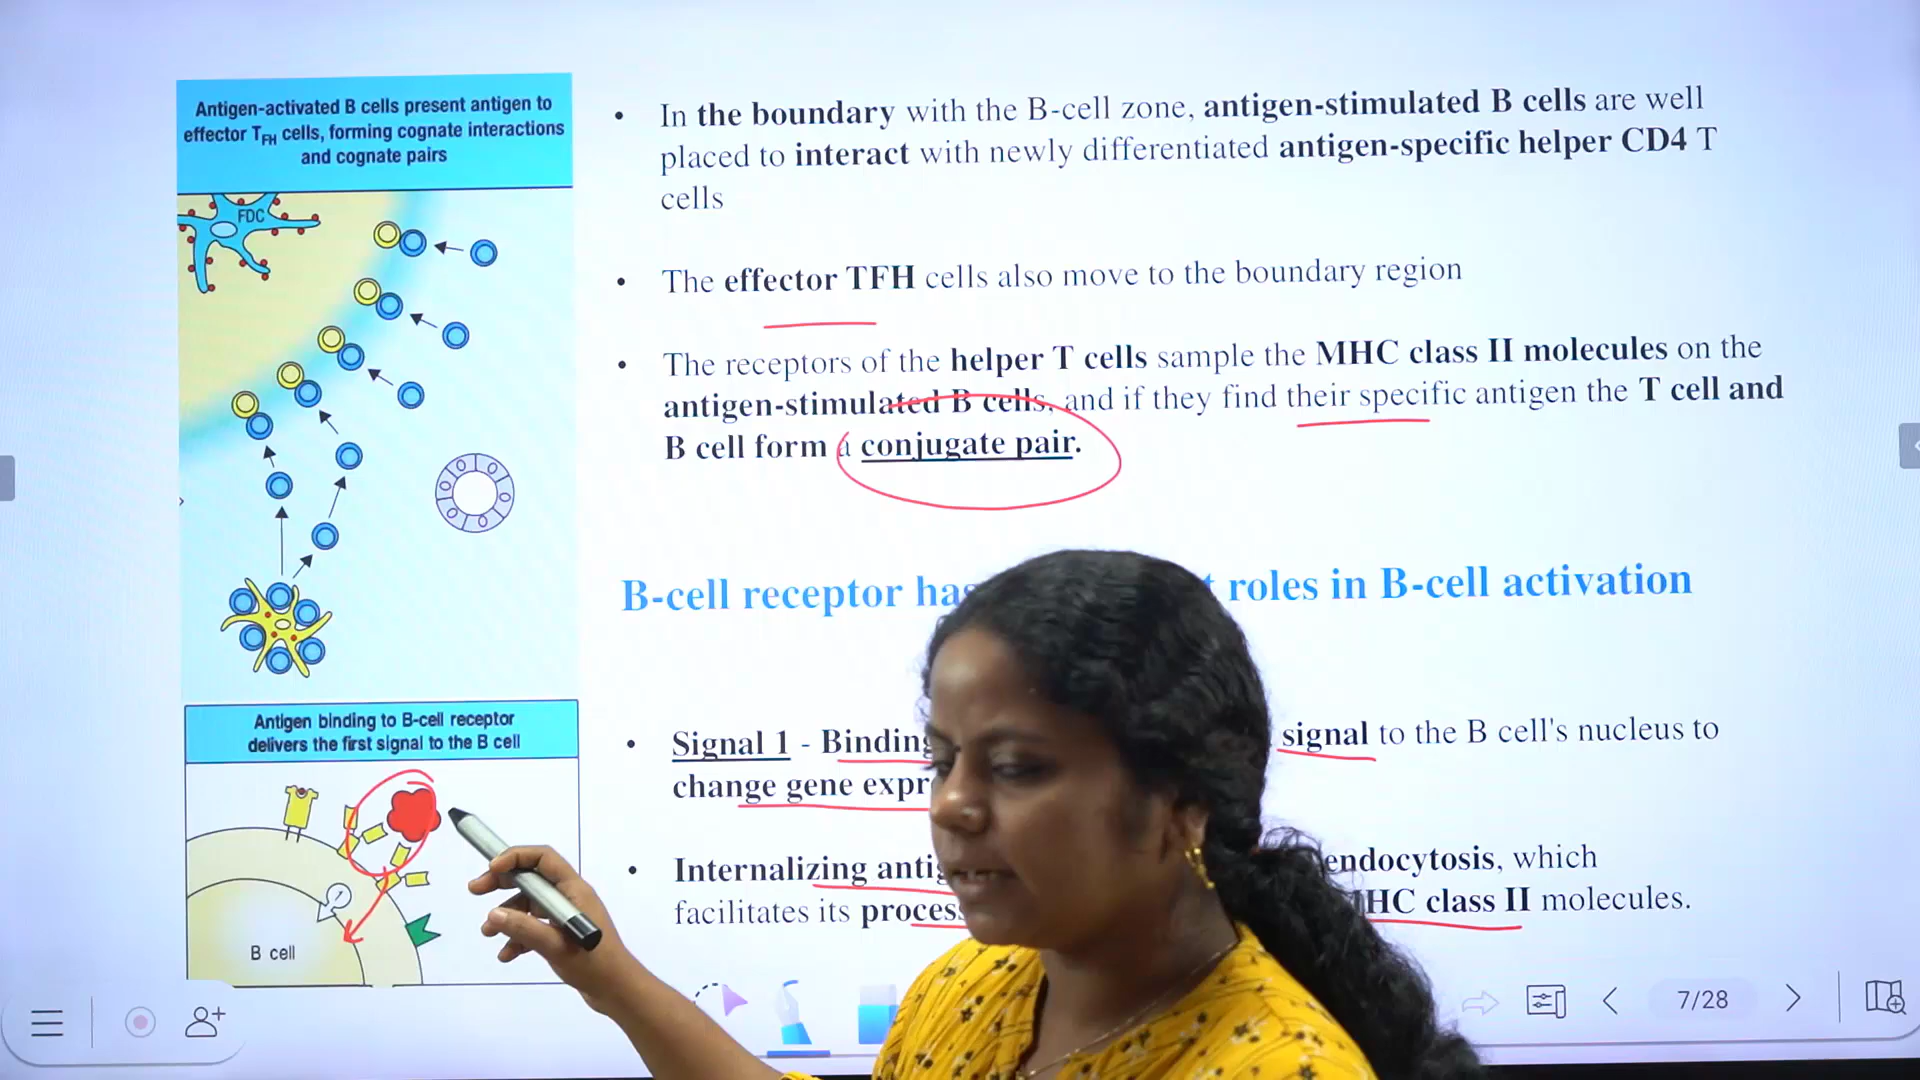 Antigen-activated B cells present antigen to
effector TFH cells, forming cognate interactions
and cognate pairs
FDC
• In the boundary with the B-cell zone, antigen-stimulated B cells are well
placed to interact with newly differentiated antigen-specific helper CD4 T
cells
• The effector TFH cells also move to the boundary region
• The receptors of the helper T cells sample the MHC class II molecules on the
antigen-stimulated B cells, and if they find their specific antigen the T cell and
B cell form a conjugate pair.
B-cell receptor has roles in B-cell activation
Antigen binding to B-cell receptor
delivers the first signal to the B cell
1
B cell
• Signal 1 - Binding signal to the B cell's nucleus to
change gene
• Internalizing endocytosis, which
facilitates its MHC class II molecules.
7/28